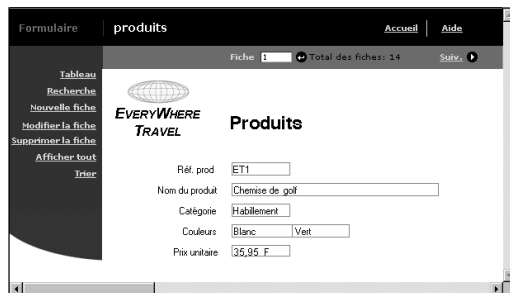 Formulaire produits Accueil Aide
Fiche 1 Total des fiches: 14 Suiv.
Tableau
Recherche
Nouvelle fiche
Modifier la fiche
Supprimer la fiche
Afficher tout
Trier
EVERYWHERE
TRAVEL
Produits
Réf. prod ET1
Nom du produit Chemise de golf
Catégorie Habillement
Couleurs Blanc Vert
Prix unitaire 35,95 F